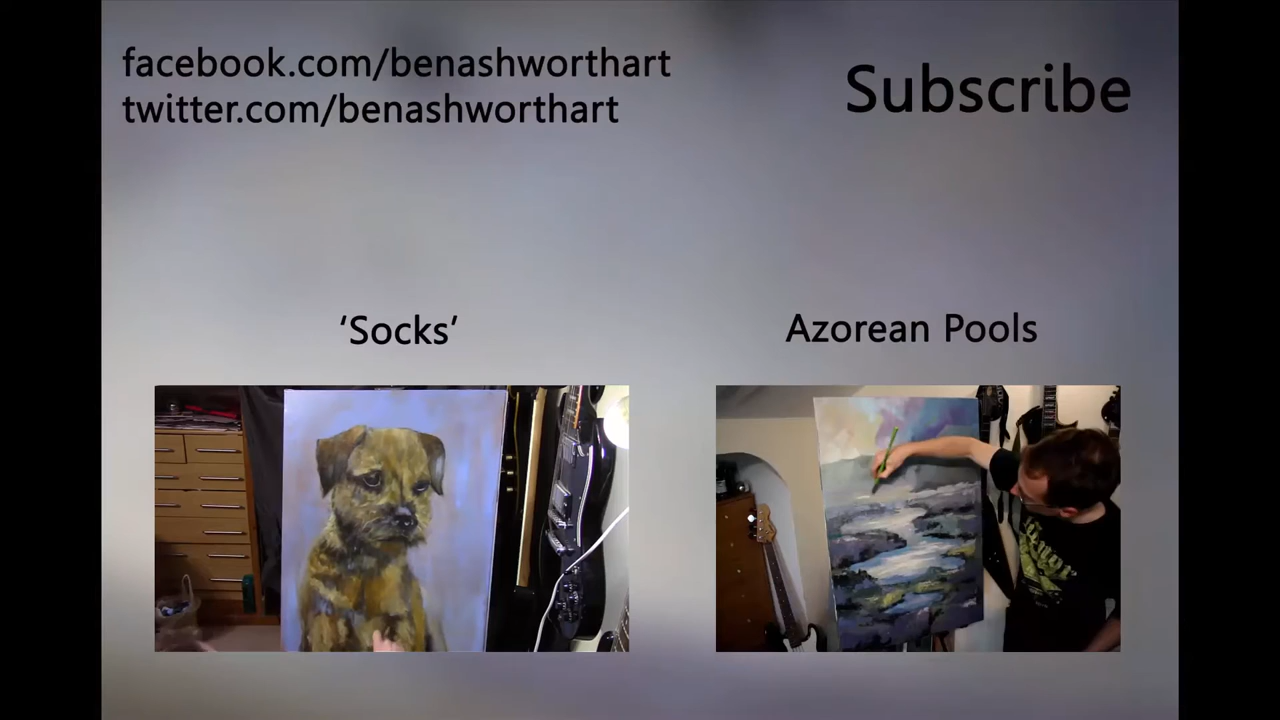 facebook.com/benashworthart
twitter.com/benashworthart
Subscribe
‘Socks’
Azorean Pools